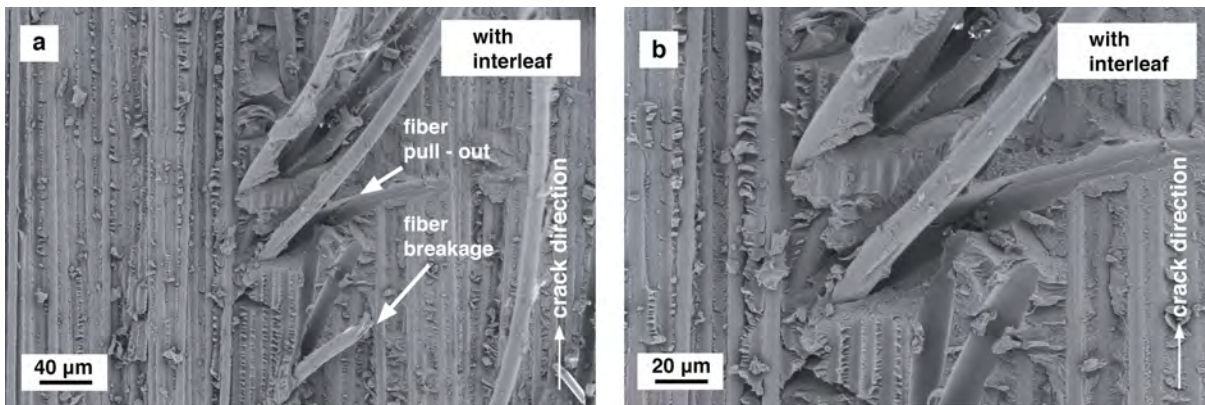 a
with
interleaf
fiber
pull - out
fiber
breakage
crack direction
40 µm
b
with
interleaf
crack direction
20 µm